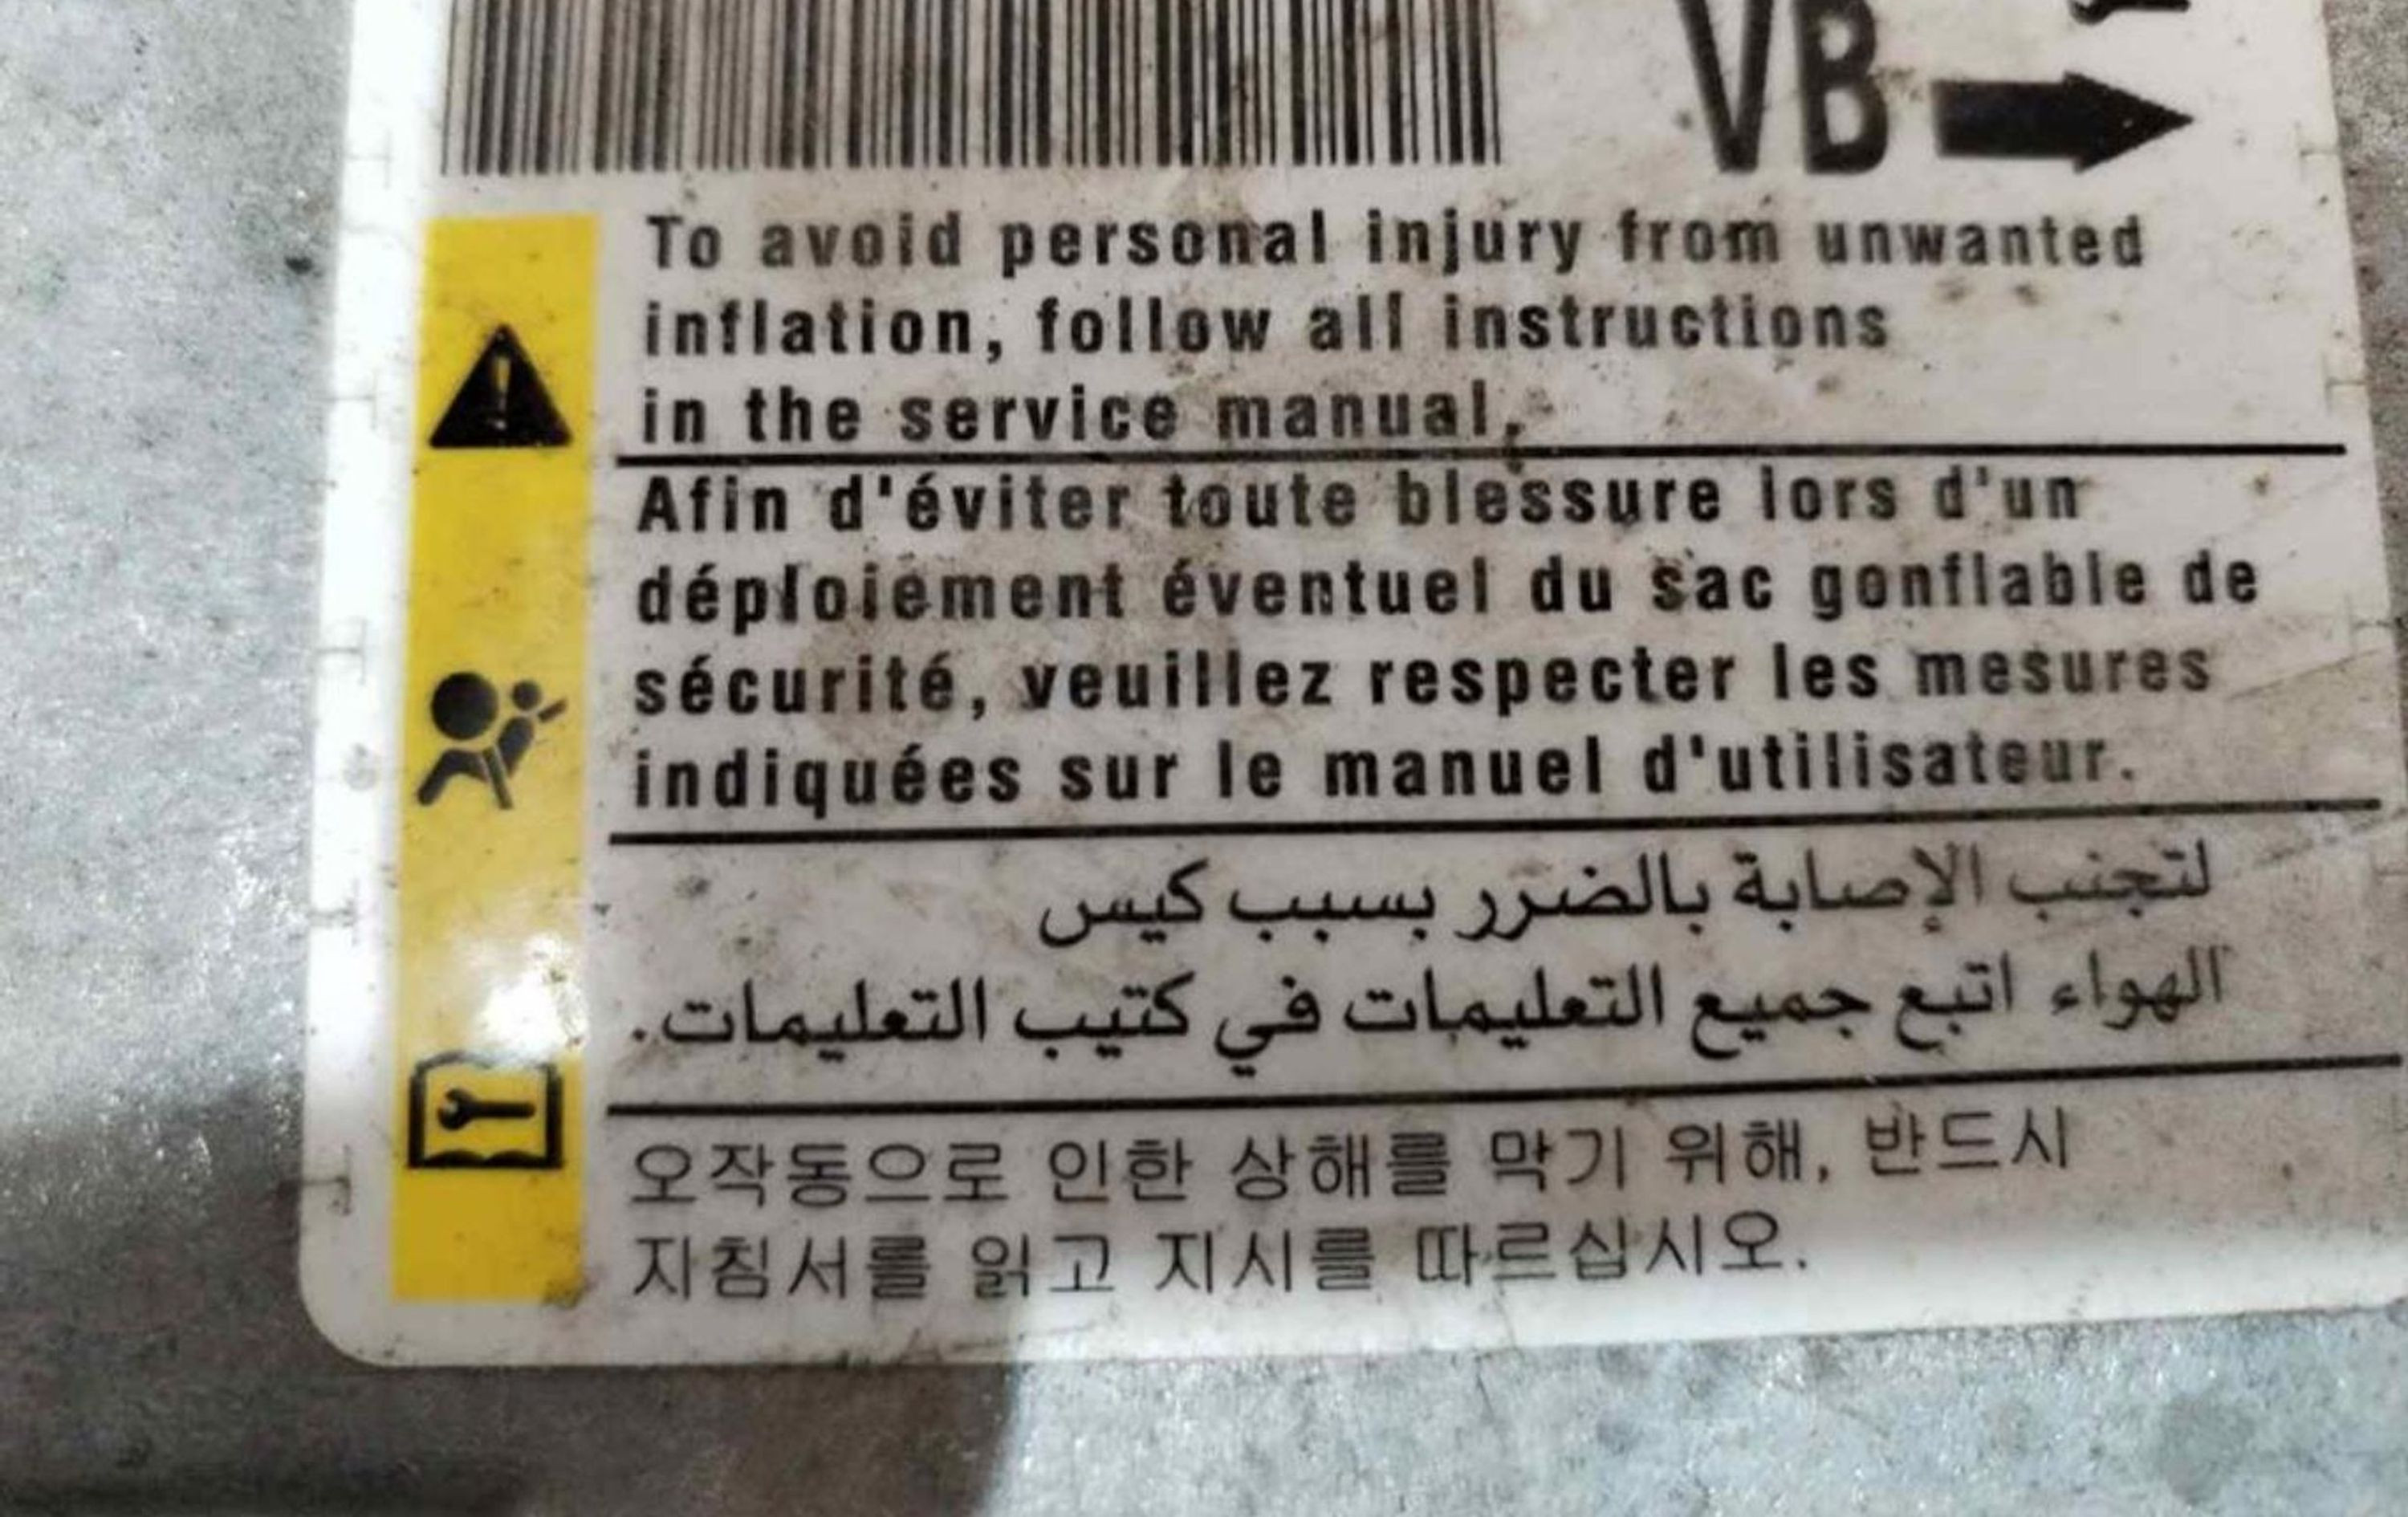 VB
To avoid personal injury from unwanted
inflation, follow all instructions
in the service manual.
Afin d'éviter toute blessure lors d'un
déploiement éventuel du sac gonflable de
sécurité, veuillez respecter les mesures
indiquées sur le manuel d'utilisateur.
لتجنب الإصابة بالضرر بسبب كيس
الهواء اتبع جميع التعليمات في كتيب التعليمات.
오작동으로 인한 상해를 막기 위해, 반드시
지침서를 읽고 지시를 따르십시오.